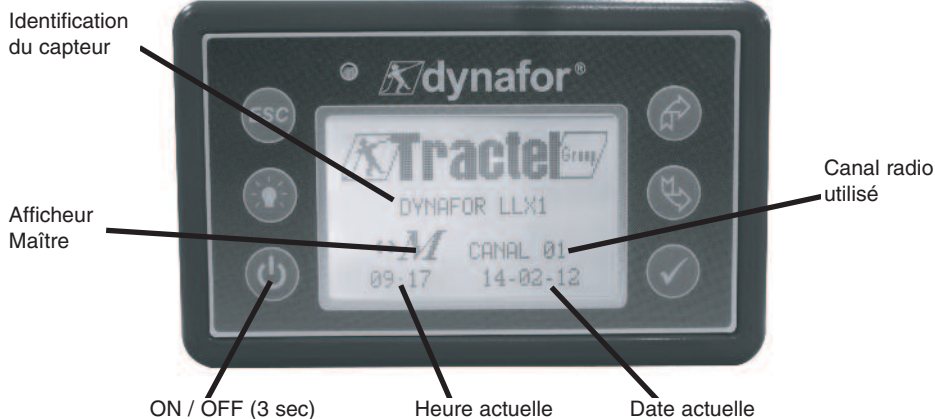 Identification
du capteur
dynafor®
ESC
Tractel Group
DYNAFOR LLX1
Canal radio
utilisé
Afficheur
Maître
M CANAL 01
09:17 14-02-12
ON / OFF (3 sec)
Heure actuelle
Date actuelle